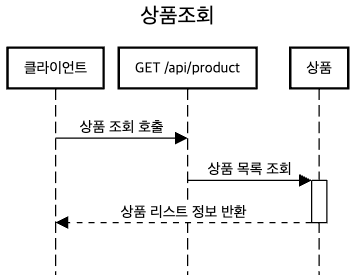 상품조회
클라이언트
GET /api/product
상품
상품 조회 호출
상품 목록 조회
상품 리스트 정보 반환